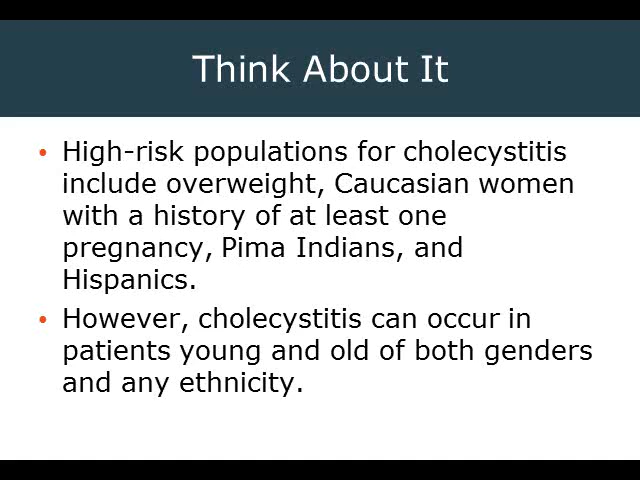 Think About It
• High-risk populations for cholecystitis
include overweight, Caucasian women
with a history of at least one
pregnancy, Pima Indians, and
Hispanics.
• However, cholecystitis can occur in
patients young and old of both genders
and any ethnicity.